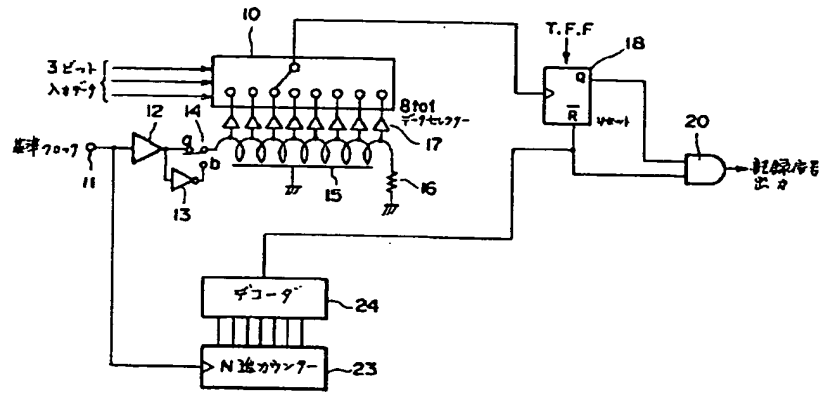 10
T.F.F
18
3ビット
入力データ
Q
R
リセット
8to1
データセレクター
17
20
記録信号
出力
基準クロック
11
12
13
14
a
b
15
16
デコーダ
24
N進カウンター
23